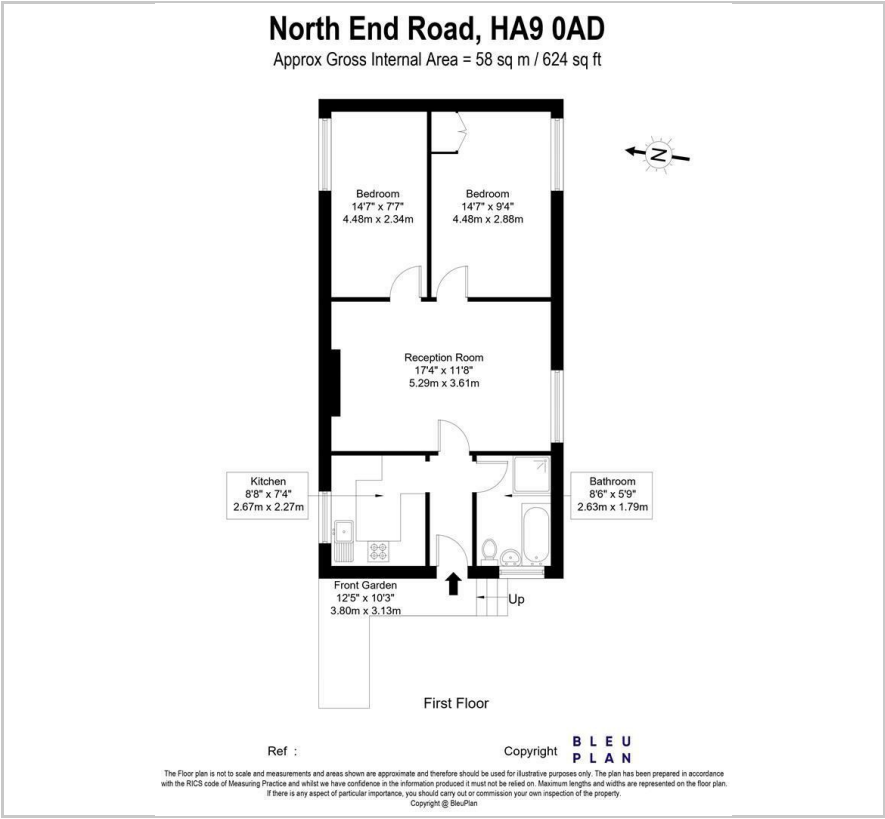 North End Road, HA9 0AD
Approx Gross Internal Area = 58 sq m / 624 sq ft
N
Bedroom
14'7" x 7'7"
4.48m x 2.34m
Bedroom
14'7" x 9'4"
4.48m x 2.88m
Reception Room
17'4" x 11'8"
5.29m x 3.61m
Kitchen
8'8" x 7'4"
2.67m x 2.27m
Bathroom
8'6" x 5'9"
2.63m x 1.79m
Front Garden
12'5" x 10'3"
3.80m x 3.13m
Up
First Floor
Ref :
Copyright
BLEU
PLAN
The Floor plan is not to scale and measurements and areas shown are approximate and therefore should be used for illustrative purposes only. The plan has been prepared in accordance
with the RICS code of Measuring Practice and whilst we have confidence in the information produced it must not be relied on. Maximum lengths and widths are represented on the floor plan.
If there is any aspect of particular importance, you should carry out or commission your own inspection of the property.
Copyright @ BleuPlan